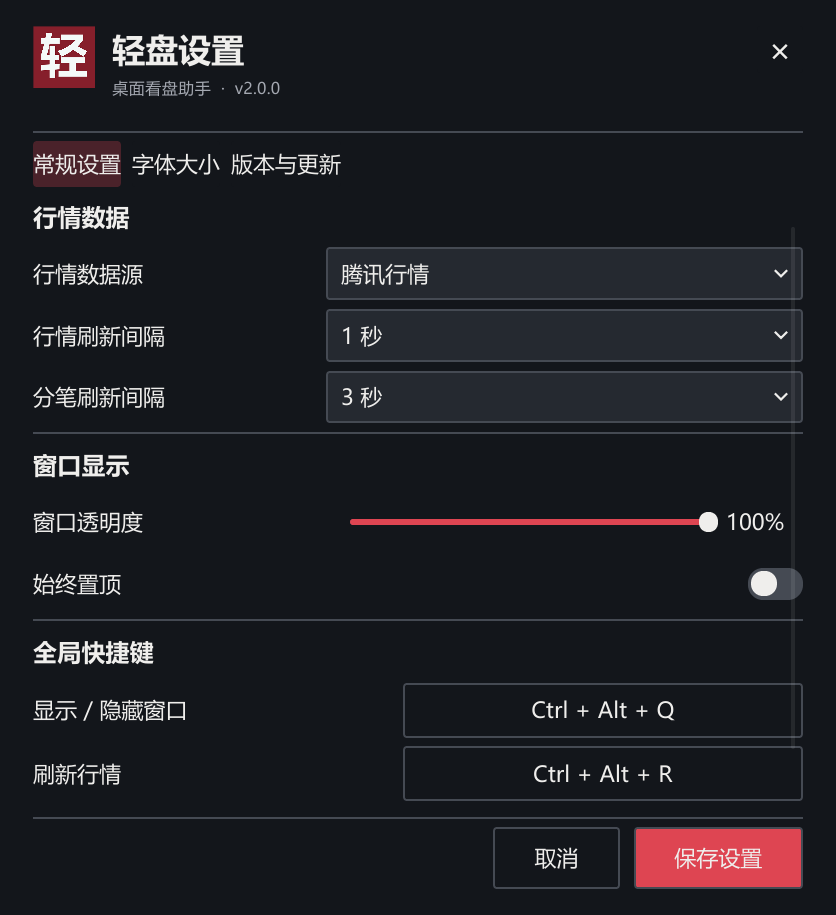 轻
轻盘设置
桌面看盘助手 · v2.0.0
常规设置 字体大小 版本与更新
行情数据
行情数据源 腾讯行情
行情刷新间隔 1 秒
分笔刷新间隔 3 秒
窗口显示
窗口透明度 100%
始终置顶
全局快捷键
显示 / 隐藏窗口 Ctrl + Alt + Q
刷新行情 Ctrl + Alt + R
取消 保存设置